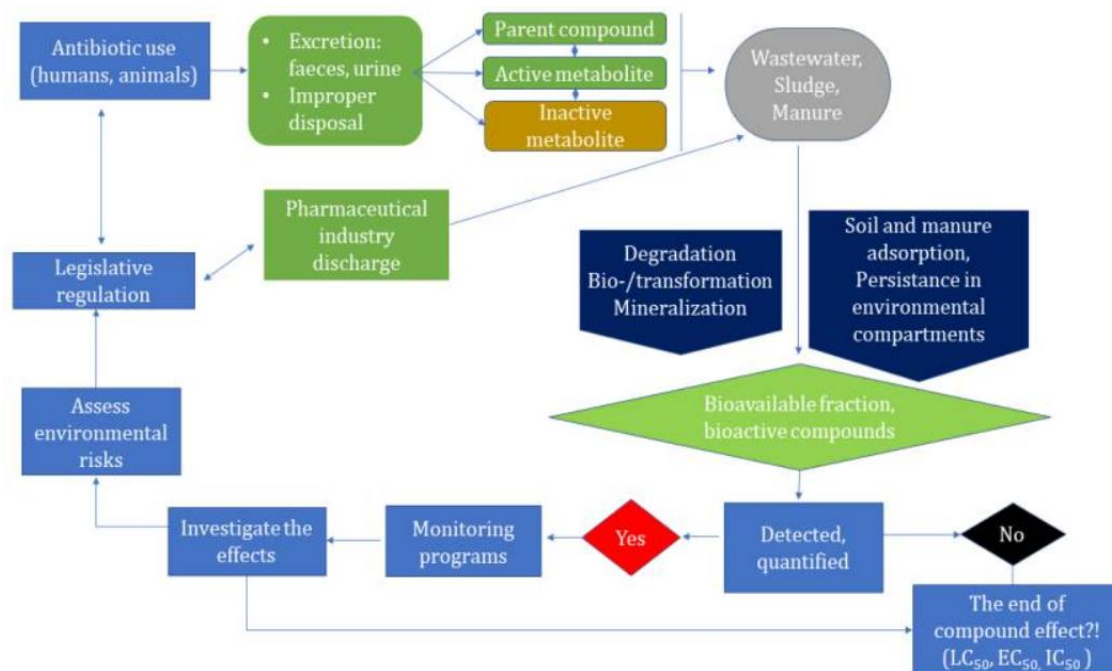 Antibiotic use
(humans, animals)
• Excretion:
faeces, urine
• Improper
disposal
Parent compound
Active metabolite
Inactive
metabolite
Wastewater,
Sludge,
Manure
Pharmaceutical
industry
discharge
Legislative
regulation
Degradation
Bio-/transformation
Mineralization
Soil and manure
adsorption,
Persistance in
environmental
compartments
Assess
environmental
risks
Bioavailable fraction,
bioactive compounds
Investigate the
effects
Monitoring
programs
Yes
Detected,
quantified
No
The end of
compound effect?!
(LC50, EC50, IC50 )